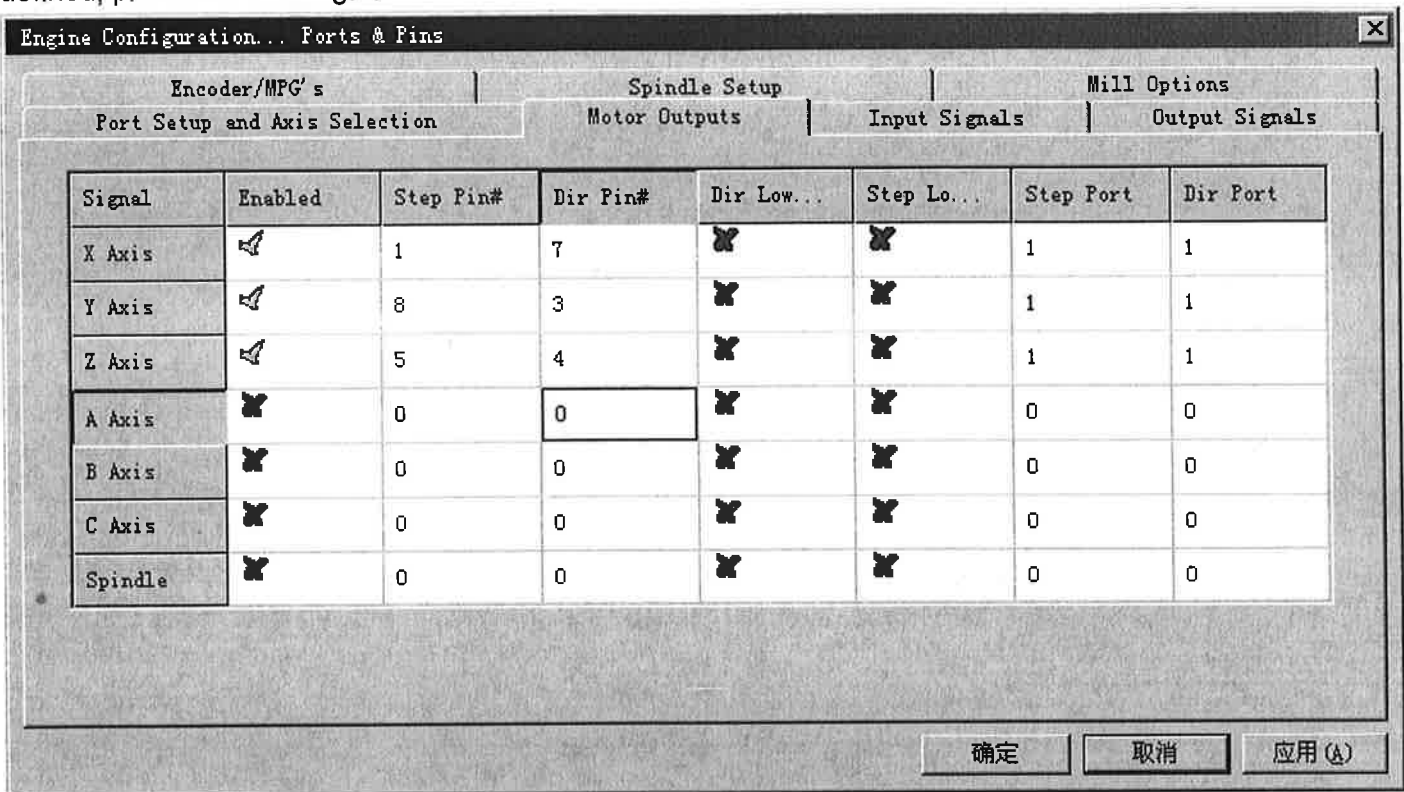 Engine Configuration... Ports & Pins
Encoder/MPG's Spindle Setup Mill Options
Port Setup and Axis Selection Motor Outputs Input Signals Output Signals
Signal Enabled Step Pin# Dir Pin# Dir Low... Step Lo... Step Port Dir Port
X Axis 1 7 1 1
Y Axis 8 3 1 1
Z Axis 5 4 1 1
A Axis 0 0 0 0
B Axis 0 0 0 0
C Axis 0 0 0 0
Spindle 0 0 0 0
确定 取消 应用(A)